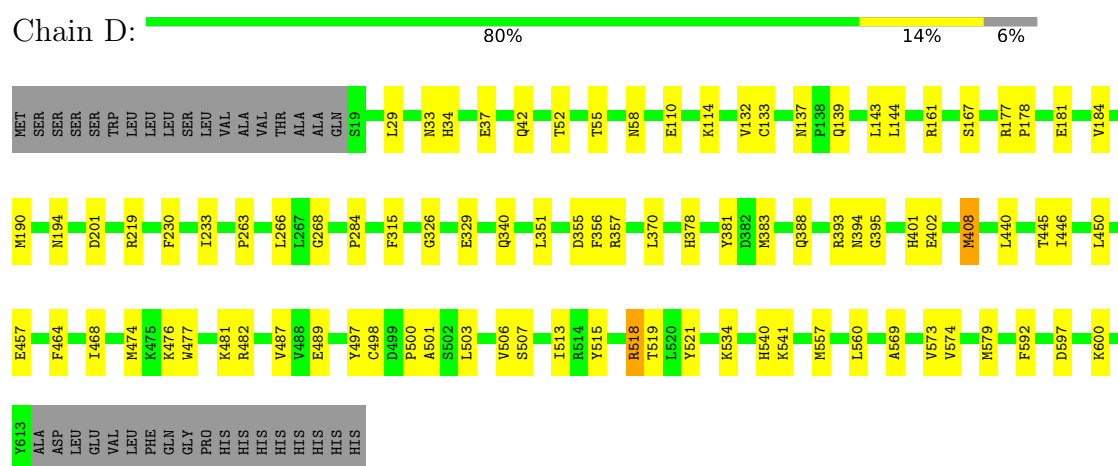 Chain D:
80% 14% 6%
MET SER SER SER SER TRP LEU LEU LEU SER LEU VAL ALA VAL THR ALA ALA GLN S19 L29 N33 H34 E37 Q42 T52 T55 N58 E110 K114 V132 C133 N137 P138 Q139 L143 L144 R161 S167 R177 P178 E181 V184
M190 N194 D201 R219 F230 I233 P263 L266 L267 G268 P284 F315 G326 E329 Q340 L351 D355 F356 R357 L370 H378 Y381 D382 M383 Q388 R393 N394 G395 H401 E402 M408 L440 T445 I446 L450
E457 F464 I468 M474 K475 K476 W477 K481 R482 V487 V488 E489 Y497 C498 D499 P500 A501 S502 L503 V506 S507 I513 R514 Y515 R518 T519 L520 Y521 K534 H540 K541 M557 L560 A569 V573 V574 M579 F592 D597 K600
Y613 ALA ASP LEU GLU VAL LEU PHE GLN GLY PRO HIS HIS HIS HIS HIS HIS HIS HIS